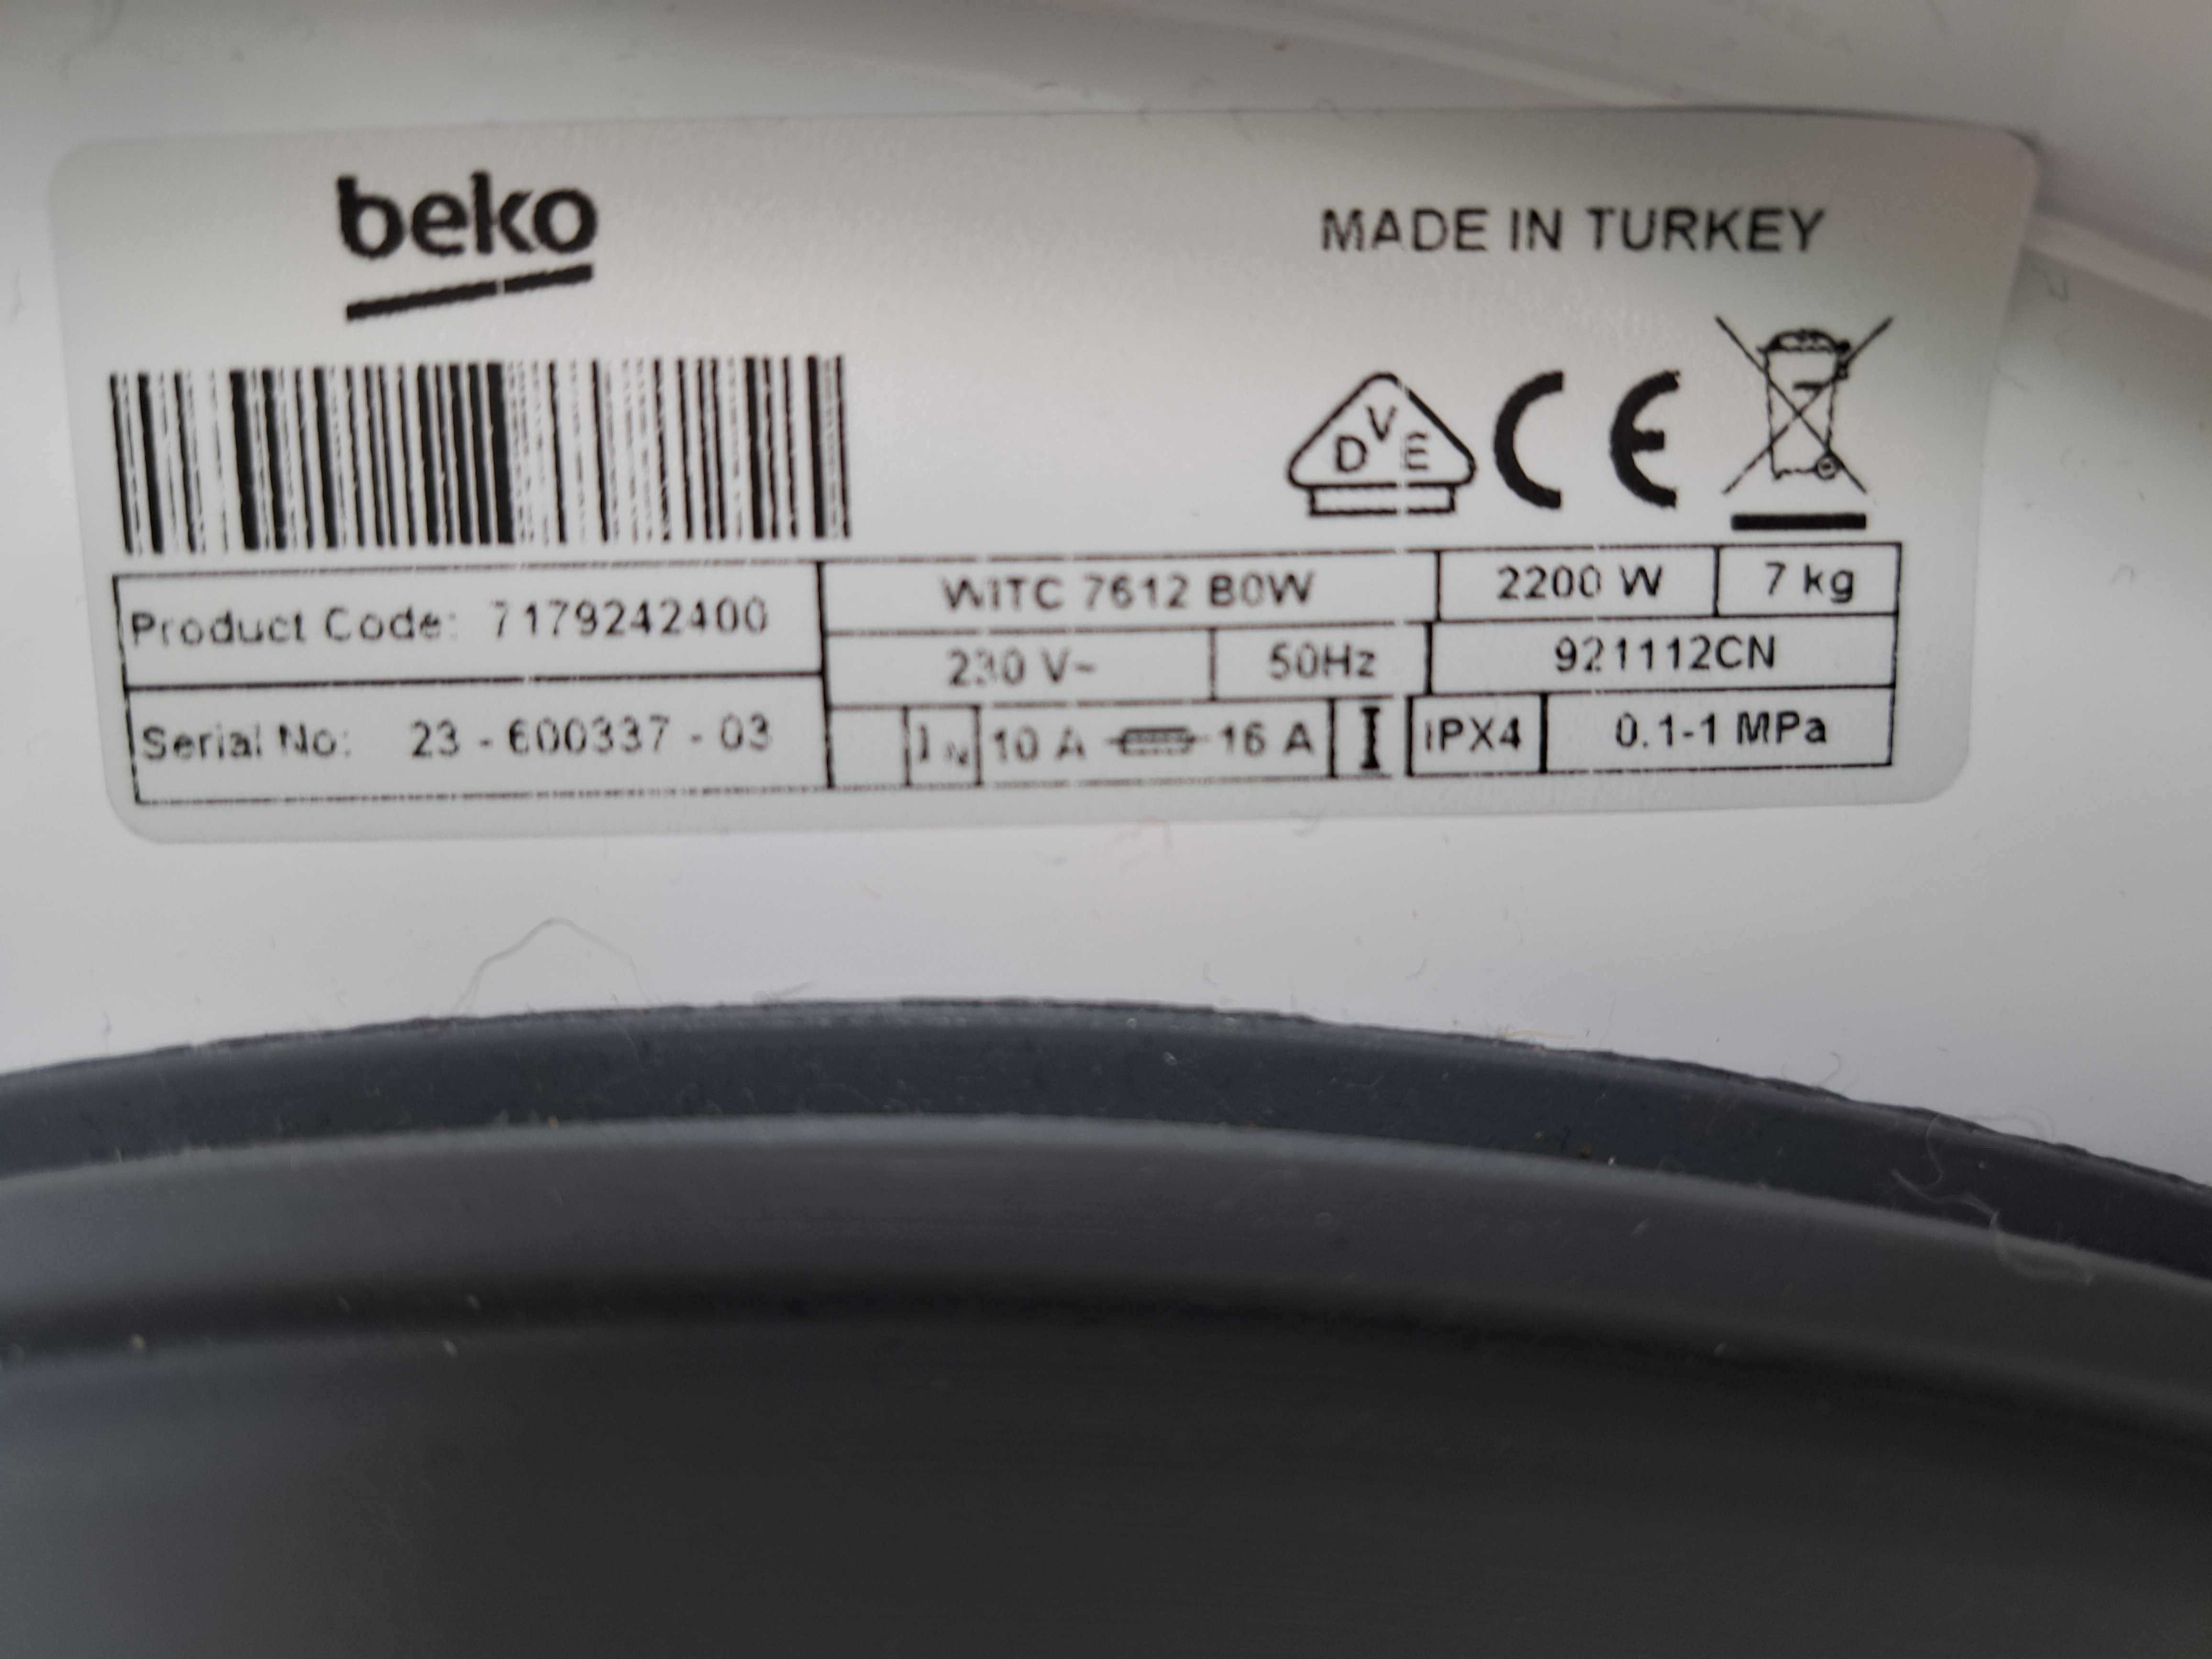 beko
MADE IN TURKEY
DVE
CE
Product Code: 7179242400
WITC 7612 B0W
2200 W
7 kg
230 V~
50Hz
921112CN
Serial No: 23 - 600337 - 03
IN
10 A
16 A
IPX4
0.1-1 MPa